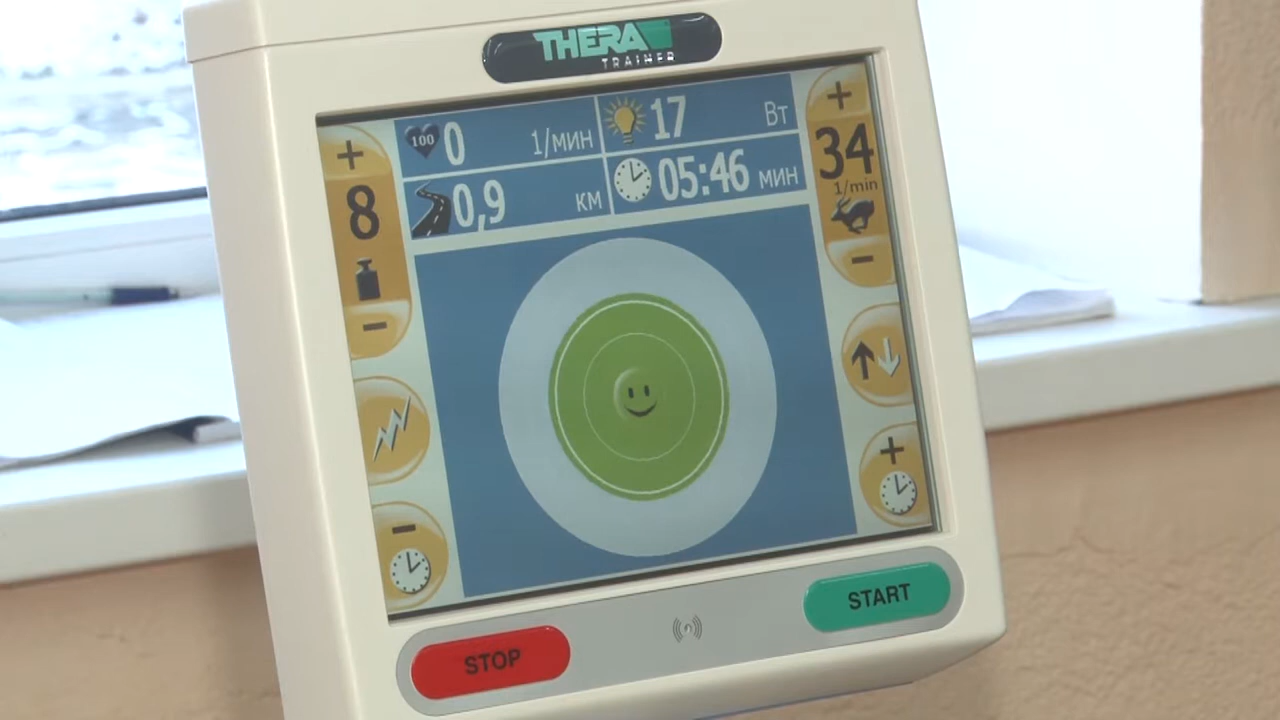 THERA
TRAINER
+
8
-
100 0 1/мин
17 Вт
0,9 км
05:46 мин
+
34
1/min
-
-
+
STOP
START